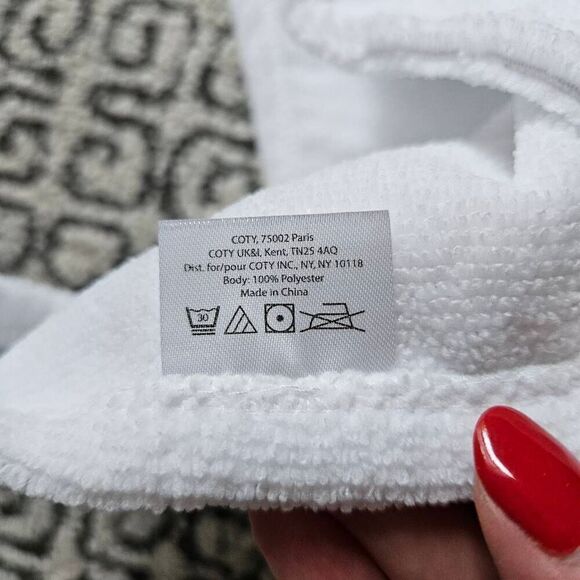 COTY, 75002 Paris
COTY UK&I, Kent, TN25 4AQ
Dist. for/pour COTY INC., NY, NY 10118
Body: 100% Polyester
Made in China
30